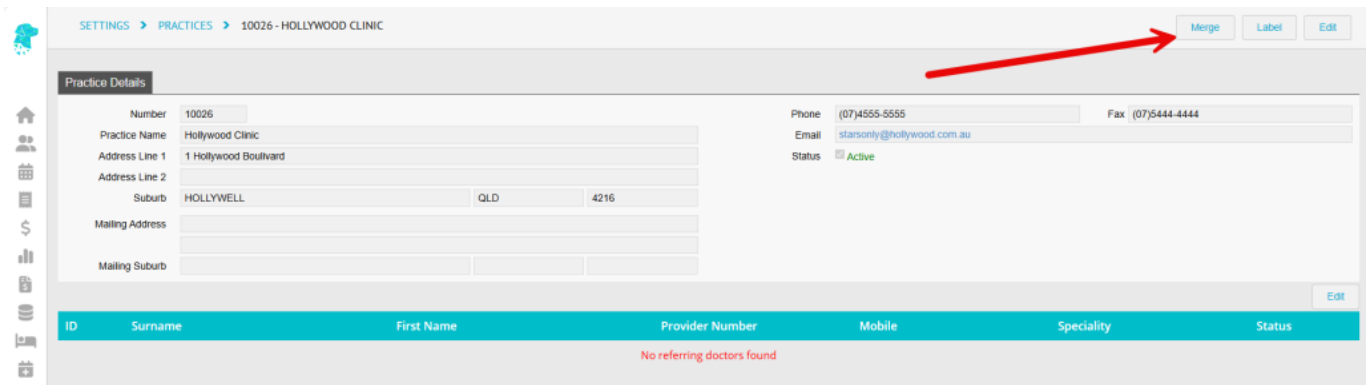 SETTINGS > PRACTICES > 10026 - HOLLYWOOD CLINIC
Merge Label Edit
Practice Details
Number 10026 Phone (07)4555-5555 Fax (07)5444-4444
Practice Name Hollywood Clinic Email starsonly@hollywood.com.au
Address Line 1 1 Hollywood Boulivard Status Active
Address Line 2
Suburb HOLLYWELL QLD 4216
Mailing Address
Mailing Suburb
Edit
ID Surname First Name Provider Number Mobile Speciality Status
No referring doctors found